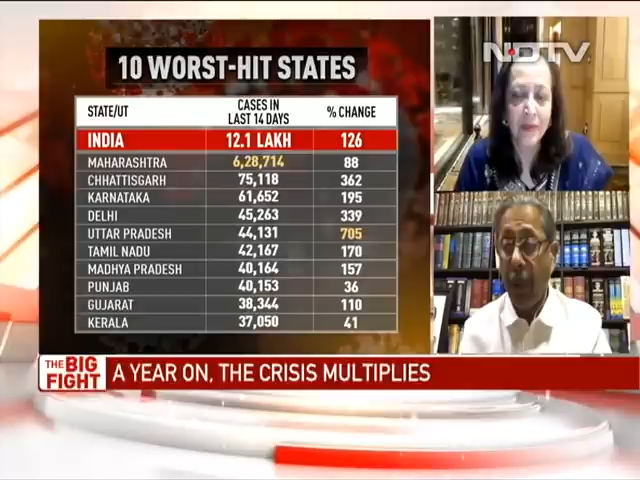 NDTV
10 WORST-HIT STATES
STATE/UT CASES IN LAST 14 DAYS % CHANGE
INDIA 12.1 LAKH 126
MAHARASHTRA 6,28,714 88
CHHATTISGARH 75,118 362
KARNATAKA 61,652 195
DELHI 45,263 339
UTTAR PRADESH 44,131 705
TAMIL NADU 42,167 170
MADHYA PRADESH 40,164 157
PUNJAB 40,153 36
GUJARAT 38,344 110
KERALA 37,050 41
THE BIG FIGHT
A YEAR ON, THE CRISIS MULTIPLIES